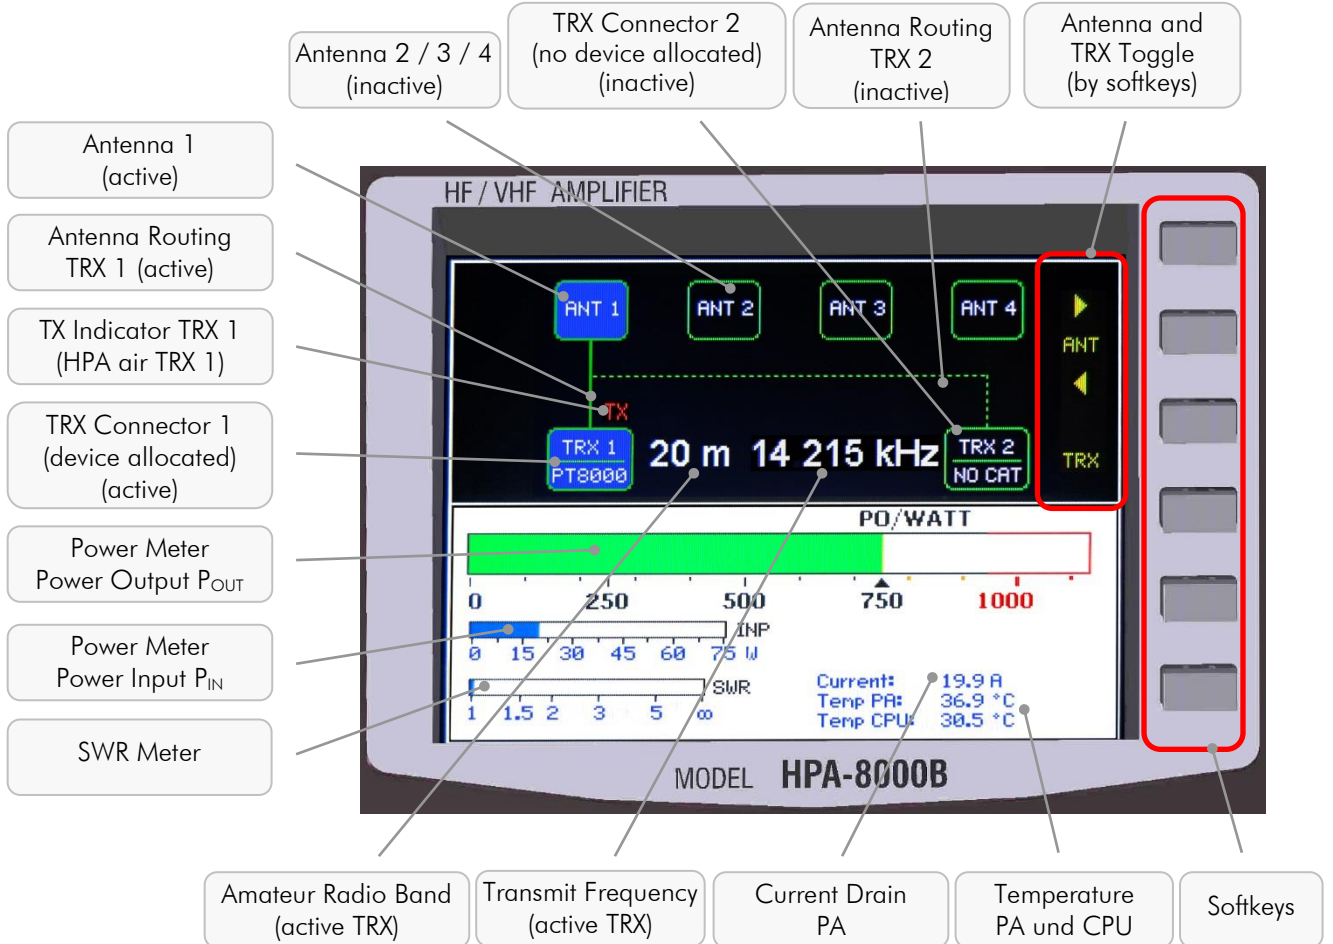 TRX Connector 2
(no device allocated)
(inactive)
Antenna Routing
TRX 2
(inactive)
Antenna and
TRX Toggle
(by softkeys)
Antenna 2 / 3 / 4
(inactive)
Antenna 1
(active)
Antenna Routing
TRX 1 (active)
TX Indicator TRX 1
(HPA air TRX 1)
TRX Connector 1
(device allocated)
(active)
Power Meter
Power Output POUT
Power Meter
Power Input PIN
SWR Meter
HF / VHF AMPLIFIER
ANT 1 ANT 2 ANT 3 ANT 4
ANT
TX
TRX 1 20 m 14 215 kHz TRX 2 TRX
PT8000 NO CAT
PO/WATT
0 250 500 750 1000
INP
0 15 30 45 60 75 W
SWR
1 1.5 2 3 5 ∞
Current: 19.9 A
Temp PA: 36.9 °C
Temp CPU: 30.5 °C
MODEL HPA-8000B
Amateur Radio Band
(active TRX)
Transmit Frequency
(active TRX)
Current Drain
PA
Temperature
PA und CPU
Softkeys